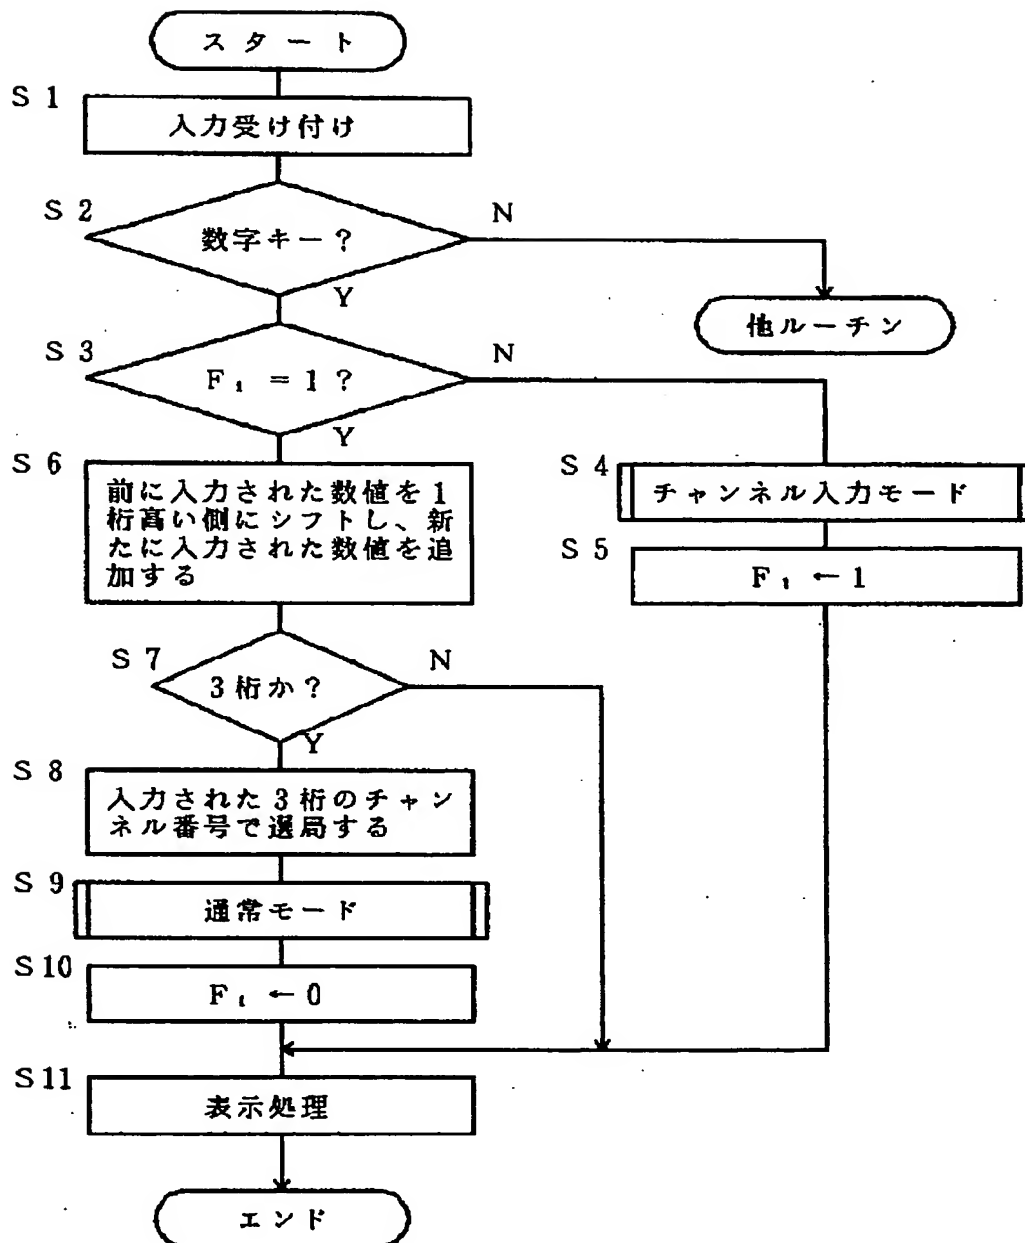 スタート
S1
入力受け付け
S2
数字キー?
N
Y
他ルーチン
S3
F₁ = 1?
N
Y
S6
前に入力された数値を1
桁高い側にシフトし、新
たに入力された数値を追
加する
S4
チャンネル入力モード
S5
F₁ ← 1
S7
3桁か?
N
Y
S8
入力された3桁のチャン
ネル番号で選局する
S9
通常モード
S10
F₁ ← 0
S11
表示処理
エンド